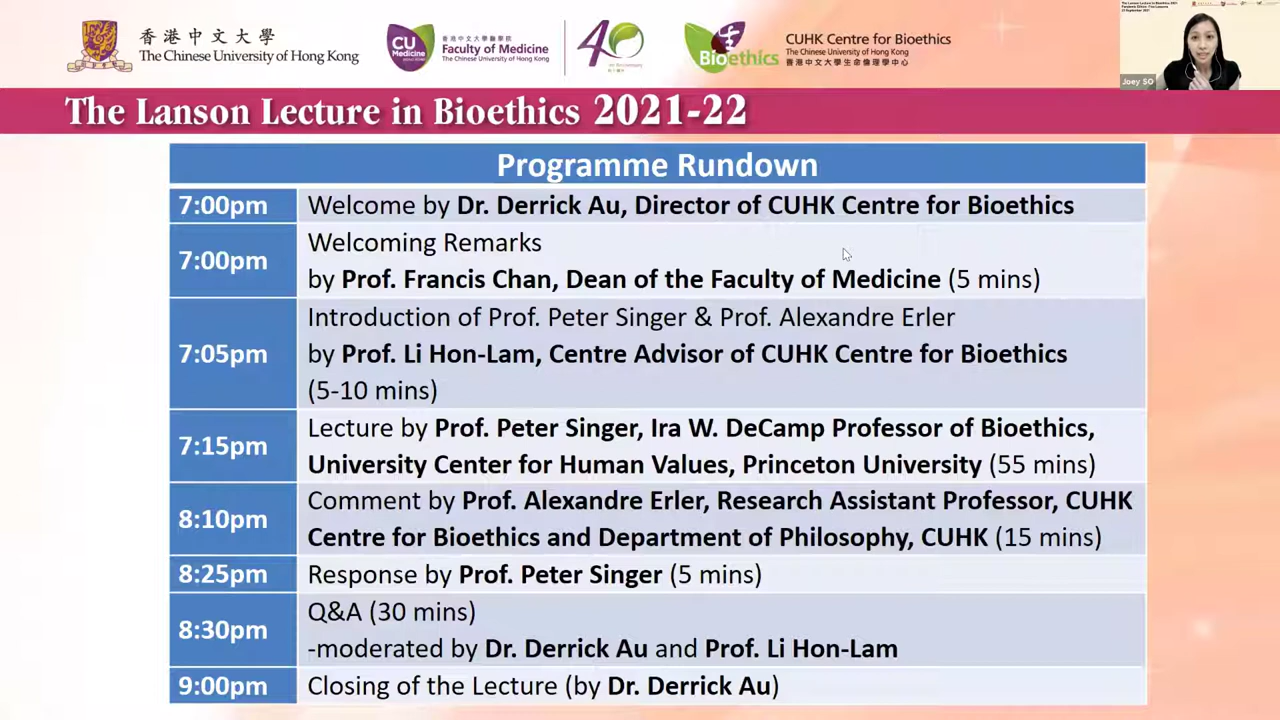 香港中文大學
The Chinese University of Hong Kong
CU
Medicine
香港中文大學醫學院
Faculty of Medicine
The Chinese University of Hong Kong
40
Bioethics
CUHK Centre for Bioethics
The Chinese University of Hong Kong
香港中文大學生命倫理學中心
Joey SO
The Lanson Lecture in Bioethics 2021-22
Programme Rundown
7:00pm Welcome by Dr. Derrick Au, Director of CUHK Centre for Bioethics
7:00pm Welcoming Remarks
by Prof. Francis Chan, Dean of the Faculty of Medicine (5 mins)
7:05pm Introduction of Prof. Peter Singer & Prof. Alexandre Erler
by Prof. Li Hon-Lam, Centre Advisor of CUHK Centre for Bioethics
(5-10 mins)
7:15pm Lecture by Prof. Peter Singer, Ira W. DeCamp Professor of Bioethics,
University Center for Human Values, Princeton University (55 mins)
8:10pm Comment by Prof. Alexandre Erler, Research Assistant Professor, CUHK
Centre for Bioethics and Department of Philosophy, CUHK (15 mins)
8:25pm Response by Prof. Peter Singer (5 mins)
8:30pm Q&A (30 mins)
-moderated by Dr. Derrick Au and Prof. Li Hon-Lam
9:00pm Closing of the Lecture (by Dr. Derrick Au)